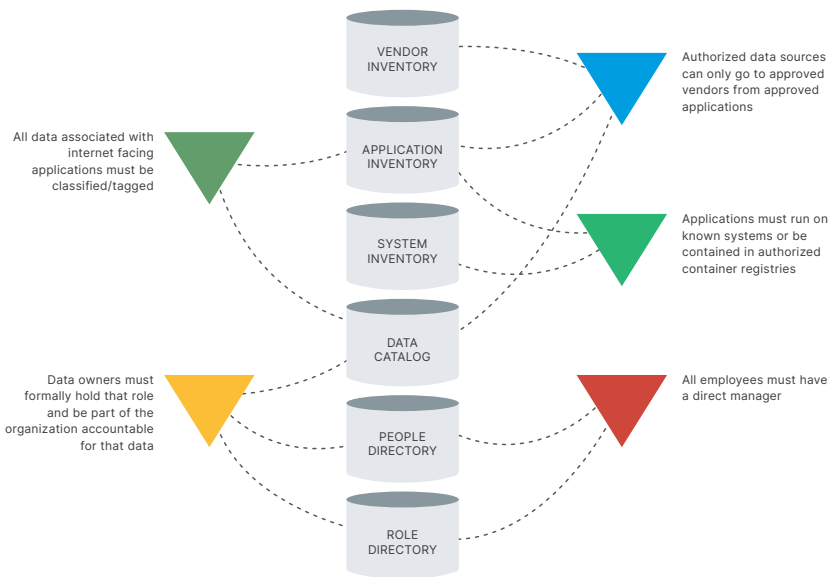 VENDOR
INVENTORY
Authorized data sources
can only go to approved
vendors from approved
applications
All data associated with
internet facing
applications must be
classified/tagged
APPLICATION
INVENTORY
SYSTEM
INVENTORY
Applications must run on
known systems or be
contained in authorized
container registries
DATA
CATALOG
Data owners must
formally hold that role
and be part of the
organization accountable
for that data
All employees must have
a direct manager
PEOPLE
DIRECTORY
ROLE
DIRECTORY